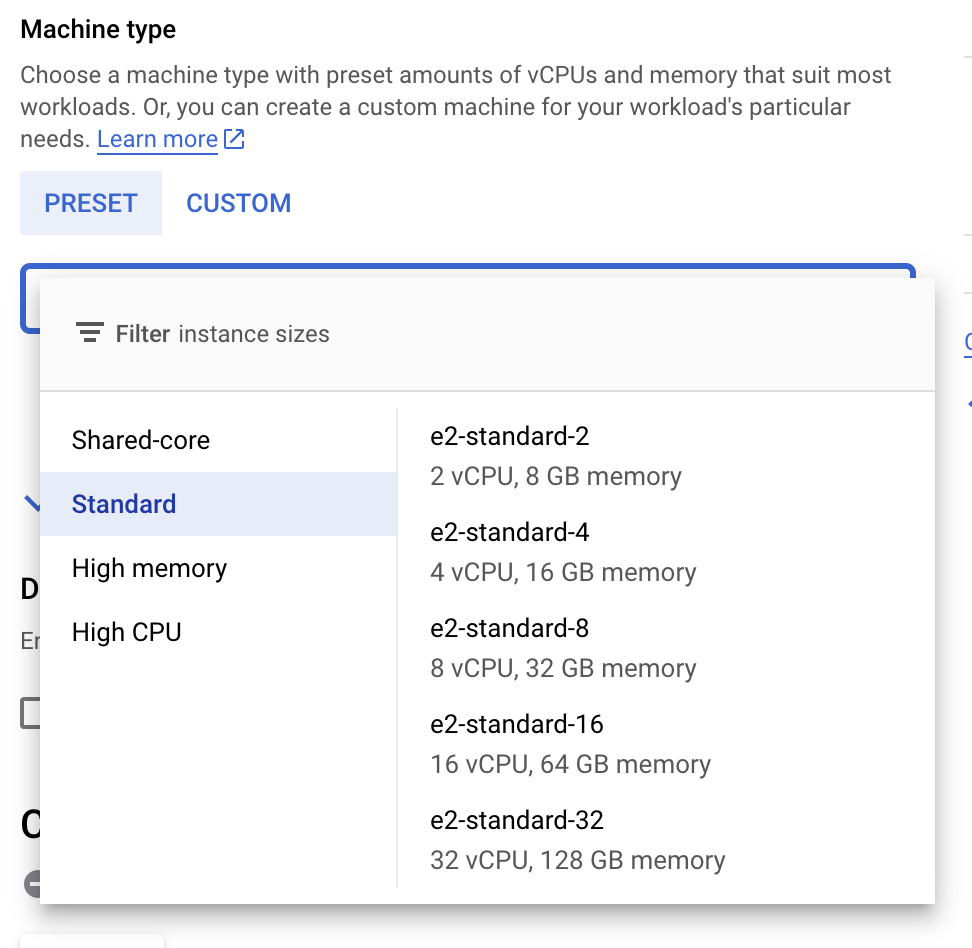 Machine type
Choose a machine type with preset amounts of vCPUs and memory that suit most
workloads. Or, you can create a custom machine for your workload's particular
needs. Learn more
PRESET CUSTOM
Filter instance sizes
Shared-core
Standard
High memory
High CPU
e2-standard-2
2 vCPU, 8 GB memory
e2-standard-4
4 vCPU, 16 GB memory
e2-standard-8
8 vCPU, 32 GB memory
e2-standard-16
16 vCPU, 64 GB memory
e2-standard-32
32 vCPU, 128 GB memory